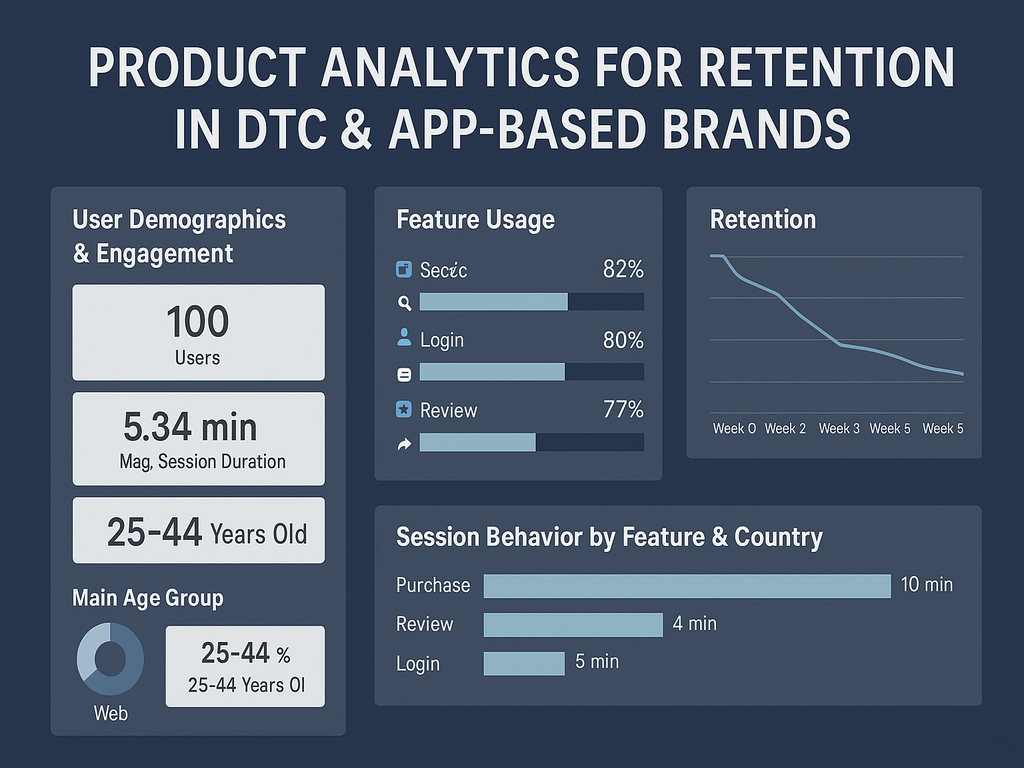 PRODUCT ANALYTICS FOR RETENTION
IN DTC & APP-BASED BRANDS
User Demographics
& Engagement
100
Users
5.34 min
Mag, Session Duration
25-44 Years Old
Main Age Group
Web
25-44 %
25-44 Years Ol
Feature Usage
82%
Login 80%
Review 77%
Retention
Week 0 Week 2 Week 3 Week 5 Week 5
Session Behavior by Feature & Country
Purchase 10 min
Review 4 min
Login 5 min